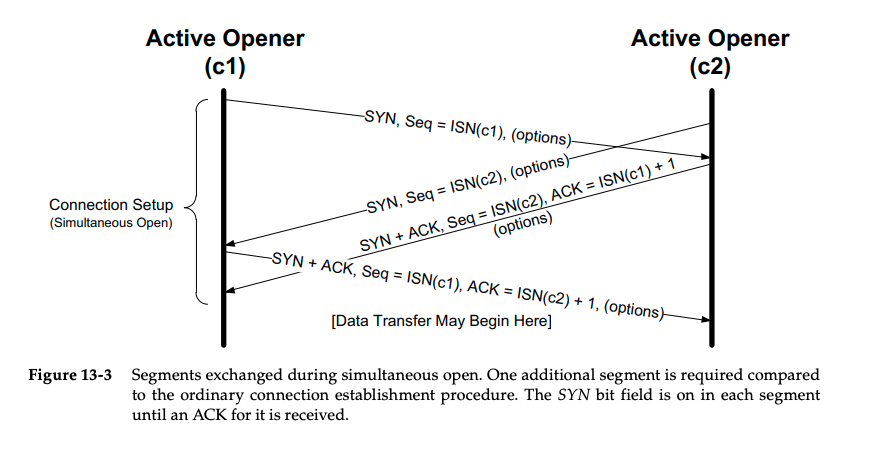 Active Opener
(c1)
Active Opener
(c2)
SYN, Seq = ISN(c1), (options)
SYN, Seq = ISN(c2), (options)
SYN + ACK, Seq = ISN(c2), ACK = ISN(c1) + 1
(options)
Connection Setup
(Simultaneous Open)
SYN + ACK, Seq = ISN(c1), ACK = ISN(c2) + 1, (options)
[Data Transfer May Begin Here]
Figure 13-3 Segments exchanged during simultaneous open. One additional segment is required compared
to the ordinary connection establishment procedure. The SYN bit field is on in each segment
until an ACK for it is received.